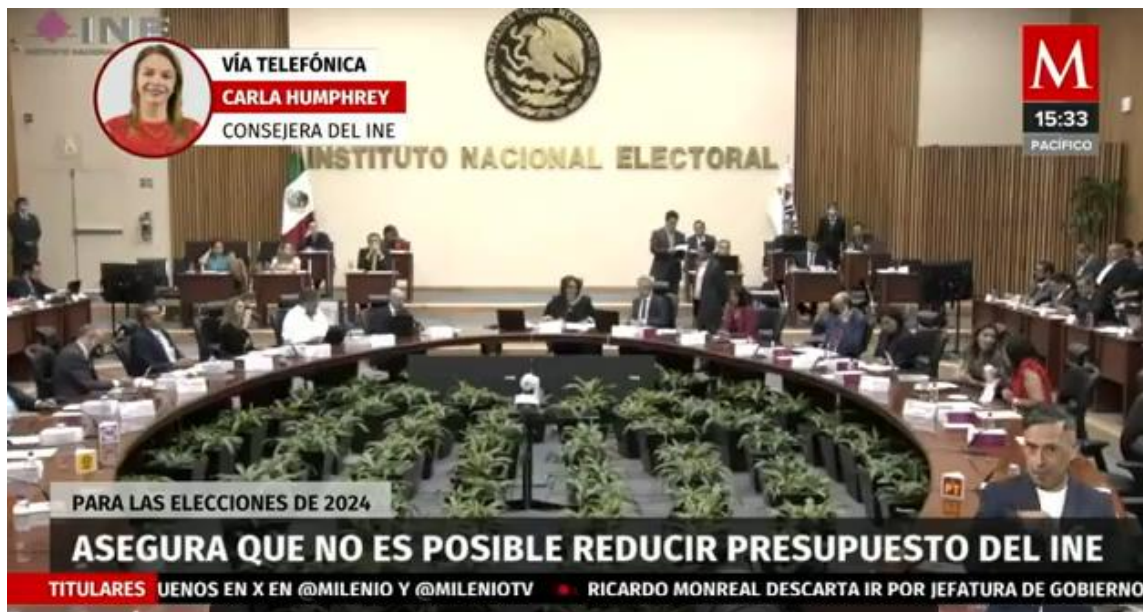 INE
VÍA TELEFÓNICA
CARLA HUMPHREY
CONSEJERA DEL INE
M
15:33
PACÍFICO
INSTITUTO NACIONAL ELECTORAL
PT
PARA LAS ELECCIONES DE 2024
ASEGURA QUE NO ES POSIBLE REDUCIR PRESUPUESTO DEL INE
TITULARES UENOS EN X EN @MILENIO Y @MILENIOTV RICARDO MONREAL DESCARTA IR POR JEFATURA DE GOBIERNO